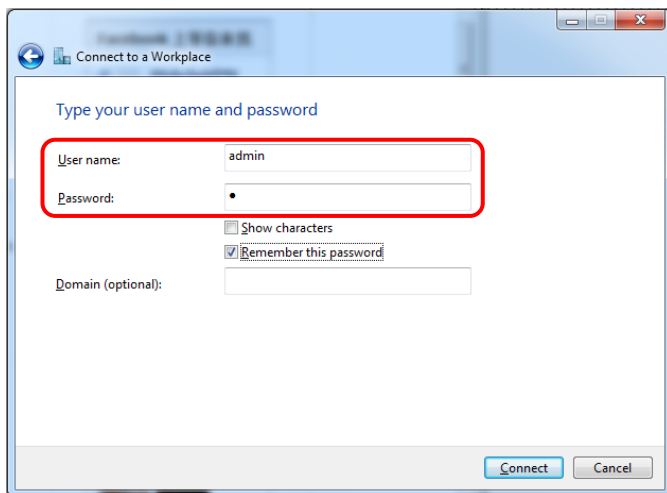 Connect to a Workplace
Type your user name and password
User name: admin
Password: •
Show characters
Remember this password
Domain (optional):
Connect Cancel